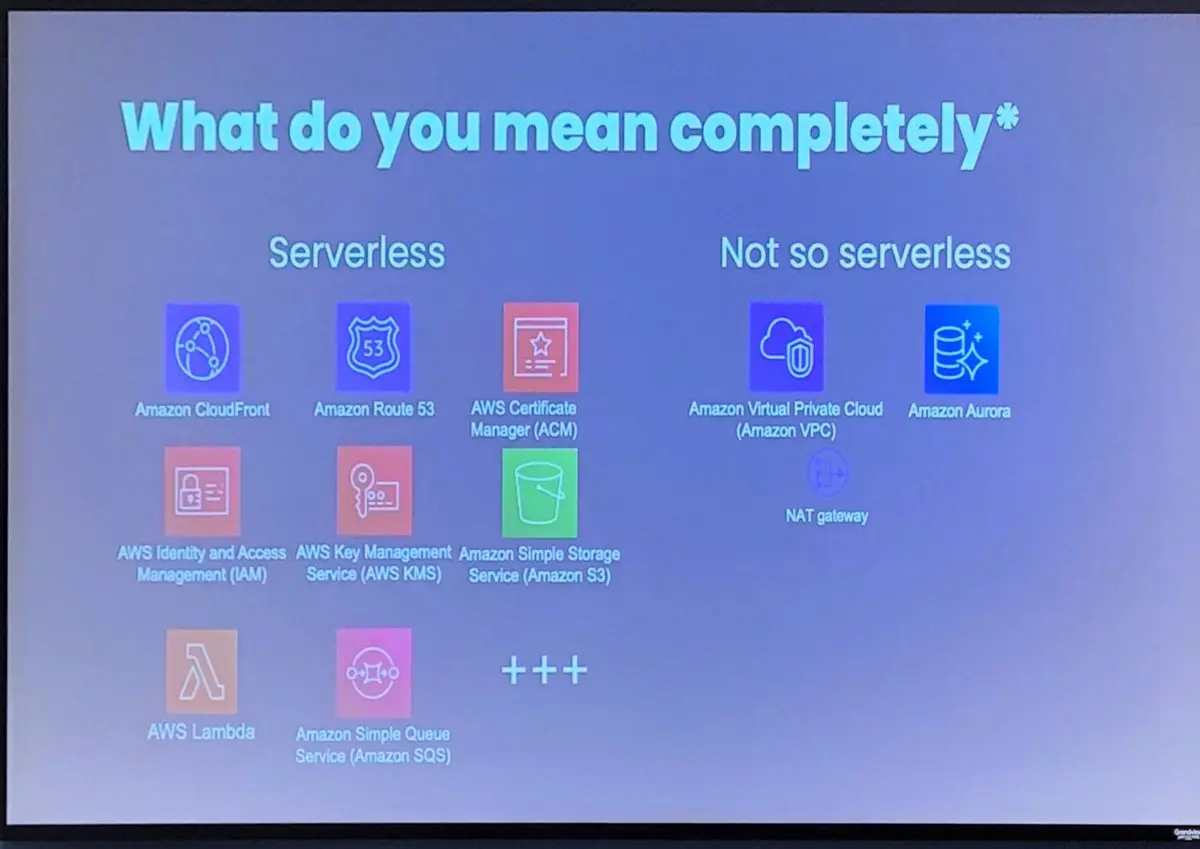 What do you mean completely*
Serverless
Not so serverless
53
Amazon CloudFront
Amazon Route 53
AWS Certificate
Manager (ACM)
Amazon Virtual Private Cloud
(Amazon VPC)
Amazon Aurora
NAT gateway
AWS Identity and Access
Management (IAM)
AWS Key Management
Service (AWS KMS)
Amazon Simple Storage
Service (Amazon S3)
AWS Lambda
Amazon Simple Queue
Service (Amazon SQS)
+++